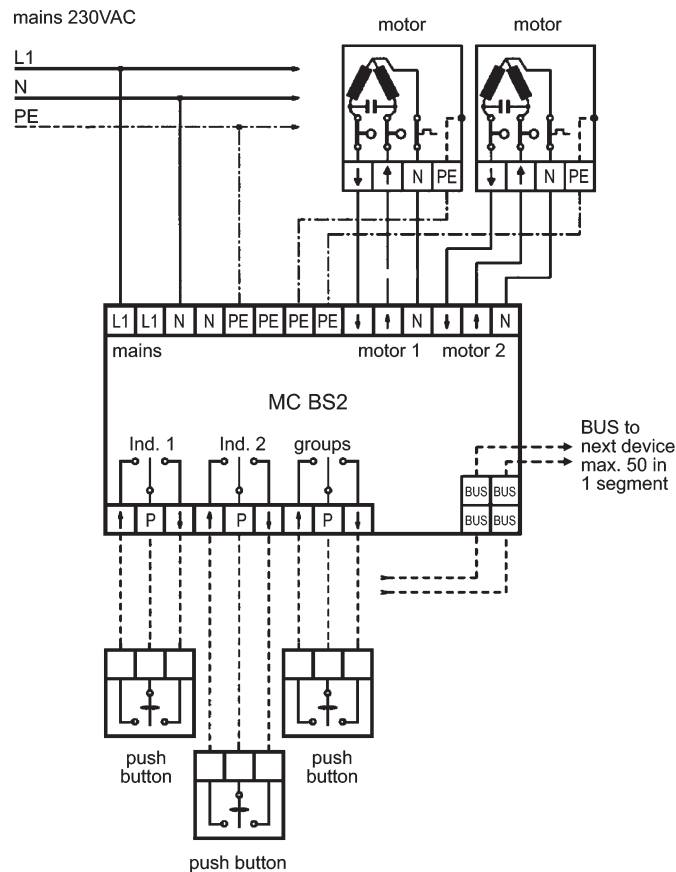 mains 230VAC
motor motor
L1
N
PE
↓ ↑ N PE ↓ ↑ N PE
L1 L1 N N PE PE PE PE ↓ ↑ N ↓ ↑ N
mains motor 1 motor 2
MC BS2
Ind. 1 Ind. 2 groups
BUS to
next device
max. 50 in
1 segment
BUS BUS
↑ P ↓ ↑ P ↓ ↑ P ↓ BUS BUS
push
button
push
button
push button